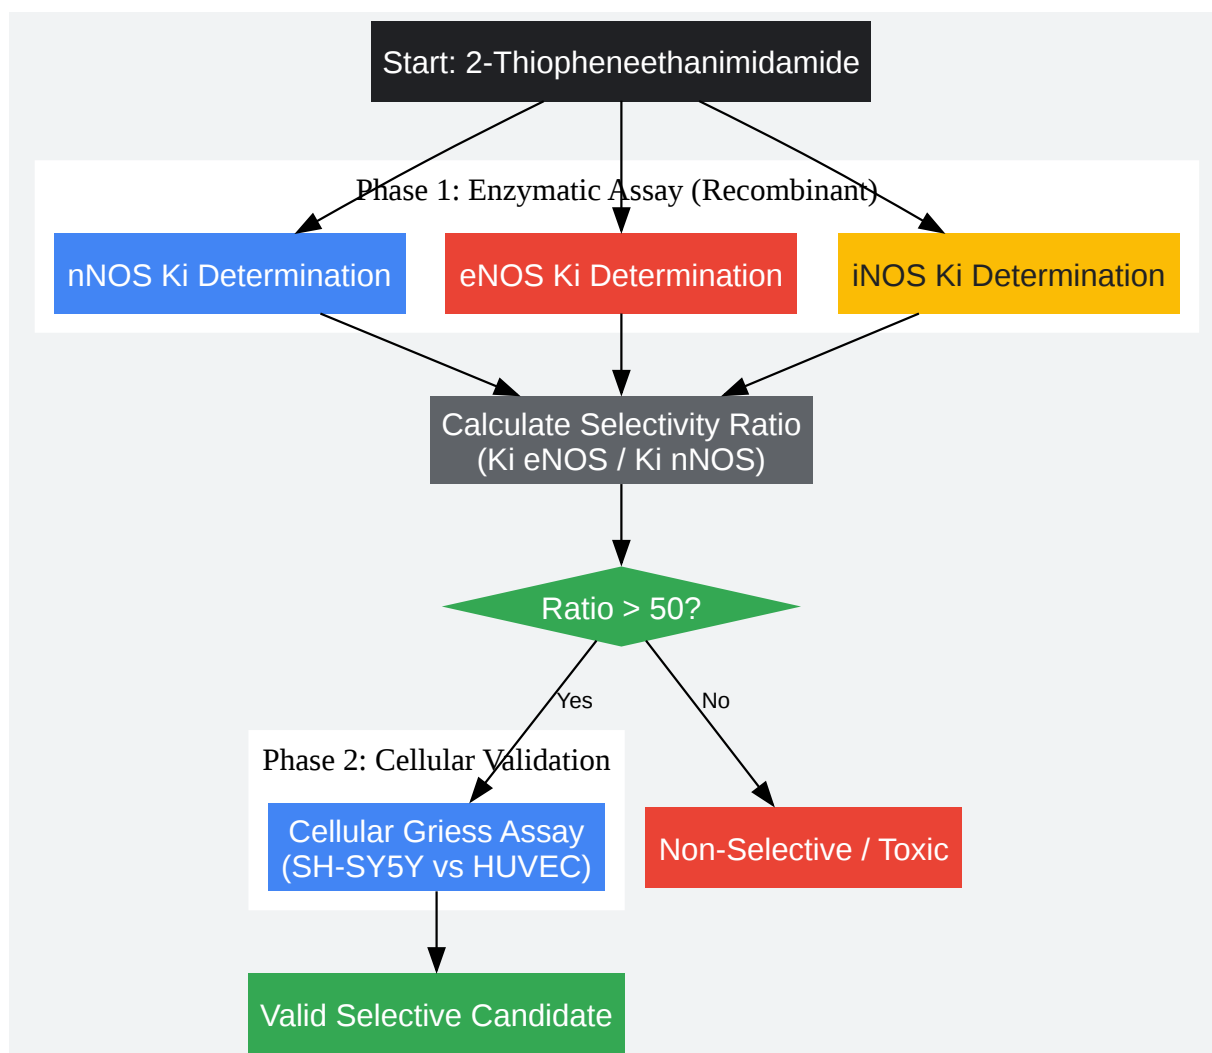 Start: 2-Thiopheneethanimidamide
Phase 1: Enzymatic Assay (Recombinant)
nNOS Ki Determination
eNOS Ki Determination
iNOS Ki Determination
Calculate Selectivity Ratio
(Ki eNOS / Ki nNOS)
Ratio > 50?
Yes
No
Phase 2: Cellular Validation
Cellular Griess Assay
(SH-SY5Y vs HUVEC)
Non-Selective / Toxic
Valid Selective Candidate